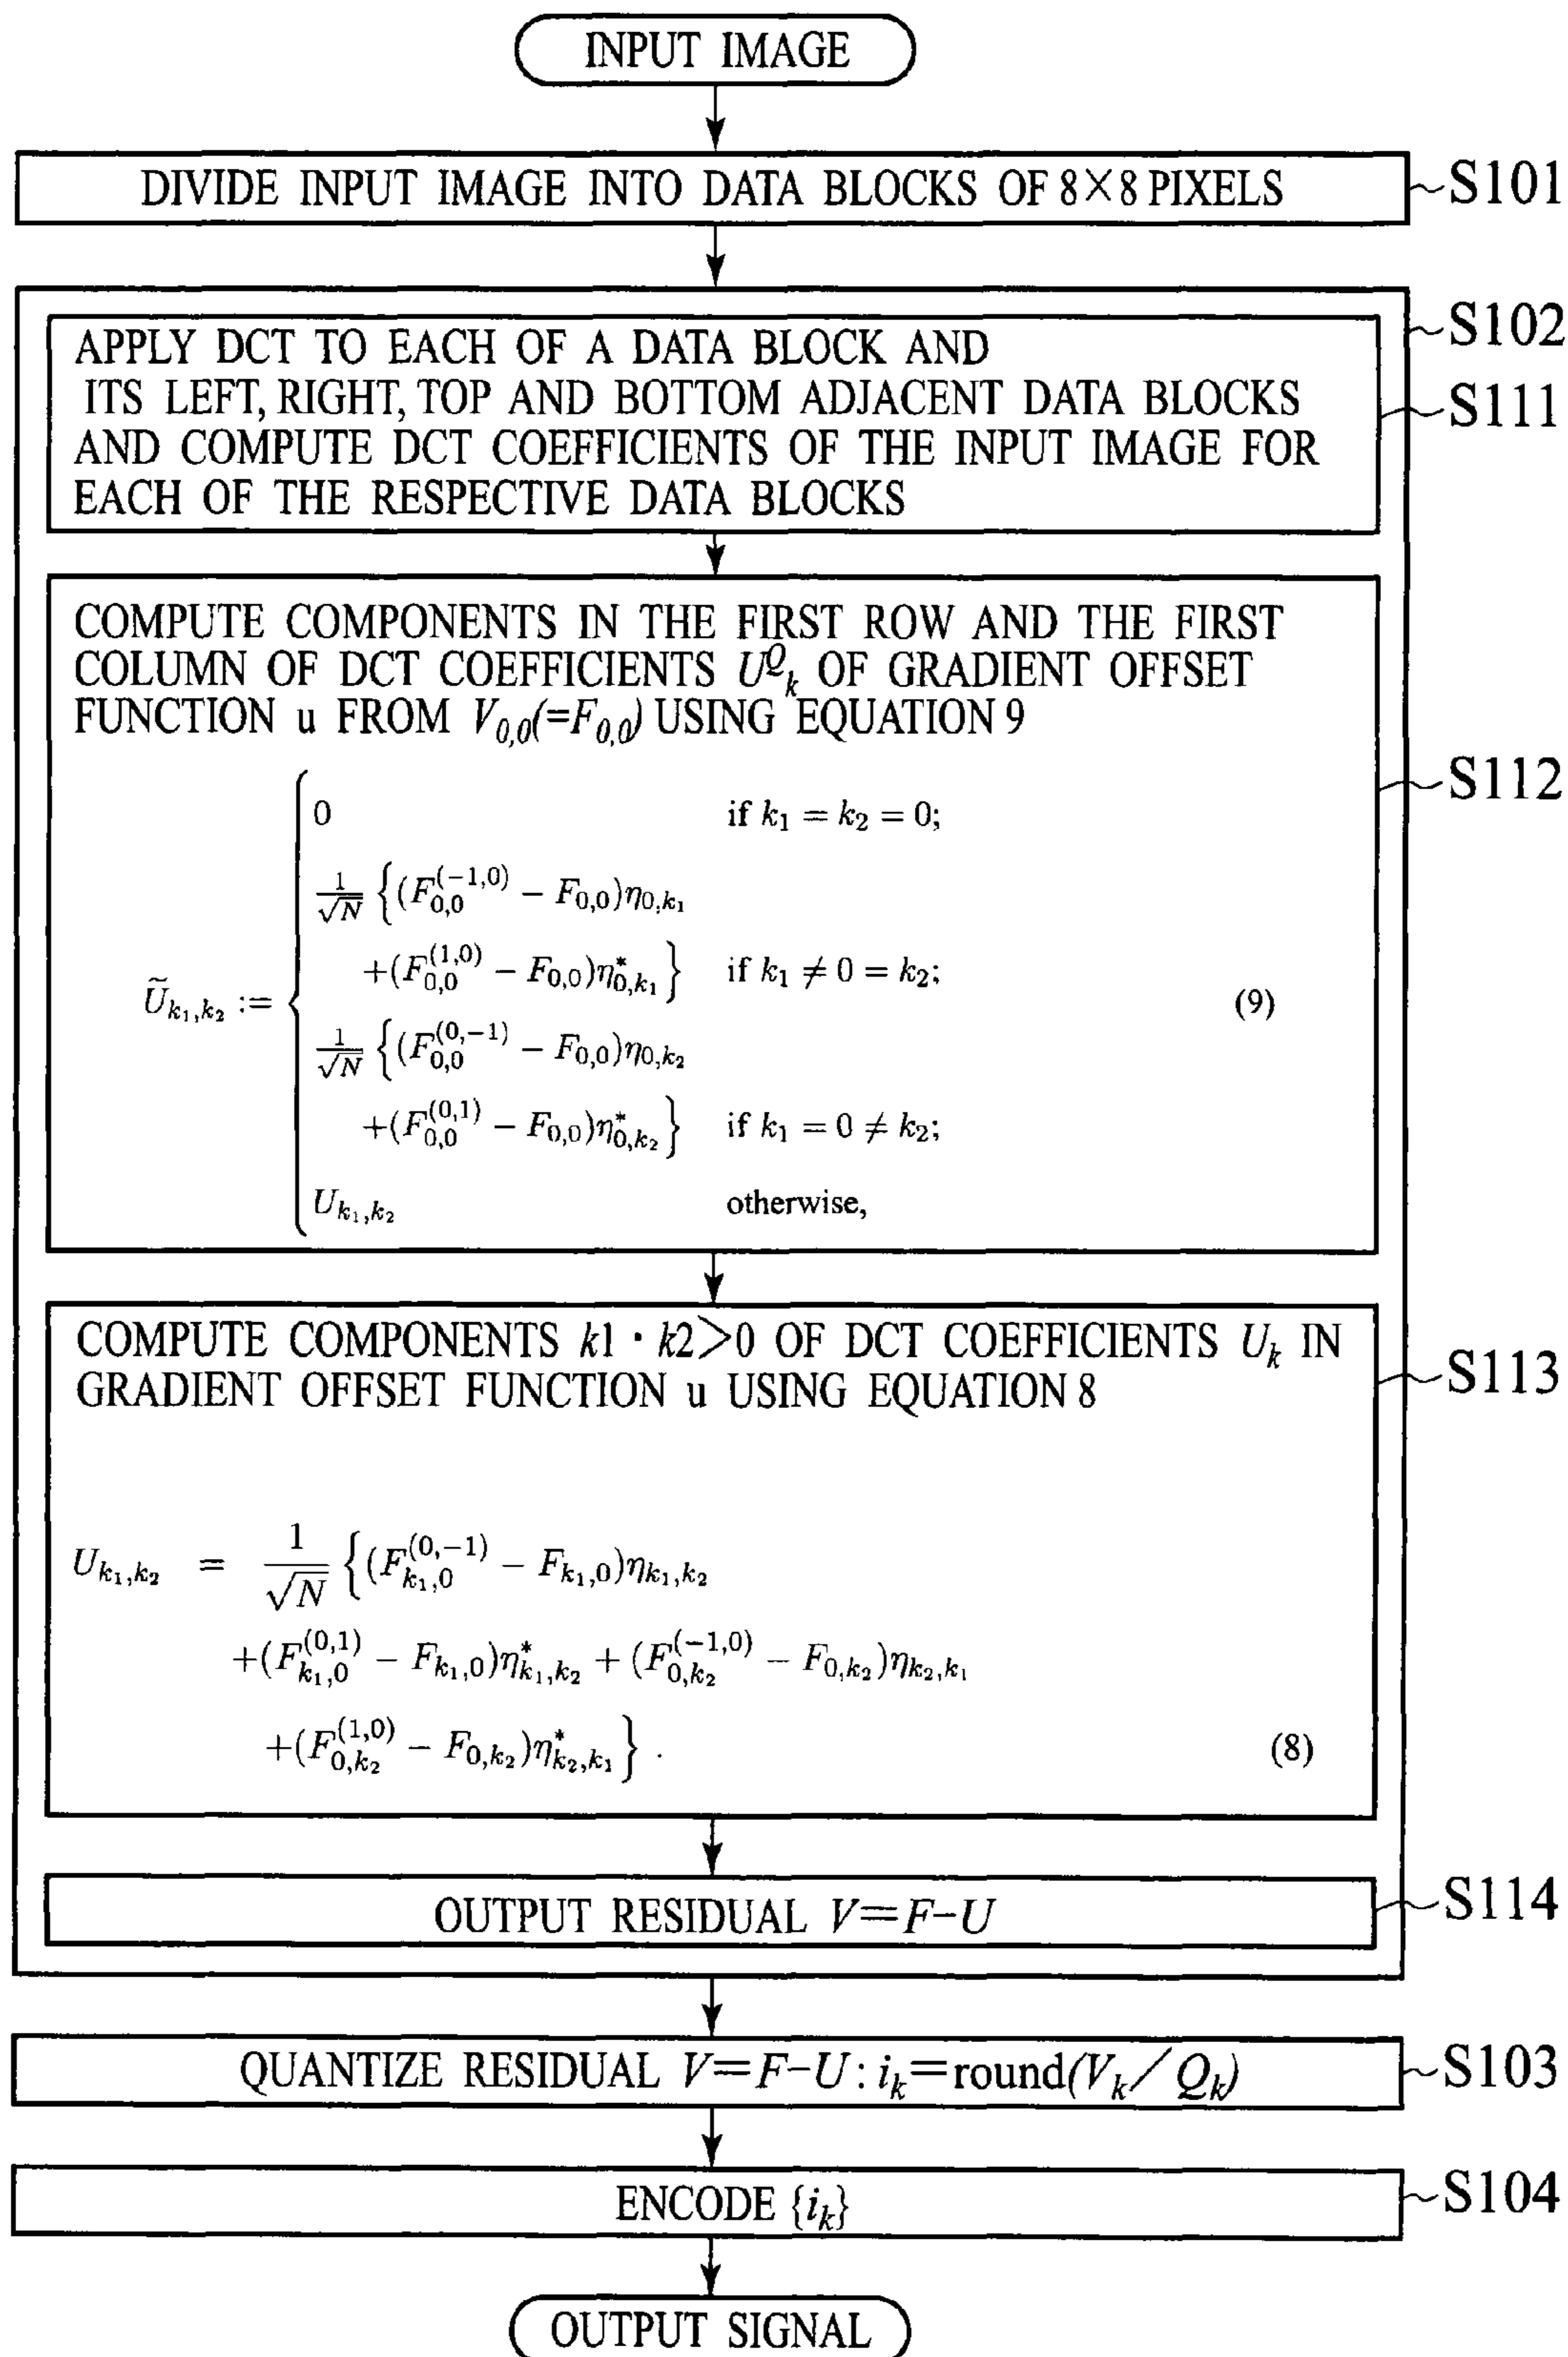 INPUT IMAGE
DIVIDE INPUT IMAGE INTO DATA BLOCKS OF 8×8 PIXELS
S101
S102
APPLY DCT TO EACH OF A DATA BLOCK AND
ITS LEFT, RIGHT, TOP AND BOTTOM ADJACENT DATA BLOCKS
AND COMPUTE DCT COEFFICIENTS OF THE INPUT IMAGE FOR
EACH OF THE RESPECTIVE DATA BLOCKS
S111
COMPUTE COMPONENTS IN THE FIRST ROW AND THE FIRST
COLUMN OF DCT COEFFICIENTS U^Q_k OF GRADIENT OFFSET
FUNCTION u FROM V_{0,0}(=F_{0,0}) USING EQUATION 9
S112
0 if k_1 = k_2 = 0;
\frac{1}{\sqrt{N}} {(F_{0,0}^{(-1,0)} − F_{0,0})η_{0,k_1}
+(F_{0,0}^{(1,0)} − F_{0,0})η^*_{0,k_1}} if k_1 ≠ 0 = k_2;
\tilde{U}_{k_1,k_2} := { (9)
\frac{1}{\sqrt{N}} {(F_{0,0}^{(0,-1)} − F_{0,0})η_{0,k_2}
+(F_{0,0}^{(0,1)} − F_{0,0})η^*_{0,k_2}} if k_1 = 0 ≠ k_2;
U_{k_1,k_2} otherwise,
COMPUTE COMPONENTS k1・k2>0 OF DCT COEFFICIENTS U_k IN
GRADIENT OFFSET FUNCTION u USING EQUATION 8
S113
U_{k_1,k_2} = \frac{1}{\sqrt{N}} {(F_{k_1,0}^{(0,-1)} − F_{k_1,0})η_{k_1,k_2}
+(F_{k_1,0}^{(0,1)} − F_{k_1,0})η^*_{k_1,k_2} + (F_{0,k_2}^{(-1,0)} − F_{0,k_2})η_{k_2,k_1}
+(F_{0,k_2}^{(1,0)} − F_{0,k_2})η^*_{k_2,k_1}} . (8)
OUTPUT RESIDUAL V=F−U
S114
QUANTIZE RESIDUAL V=F−U: i_k=round(V_k/Q_k)
S103
ENCODE {i_k}
S104
OUTPUT SIGNAL